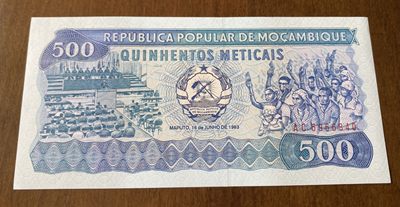 REPUBLICA POPULAR DE MOÇAMBIQUE
500
QUINHENTOS METICAIS
MAPUTO, 16 de JUNHO DE 1983
500